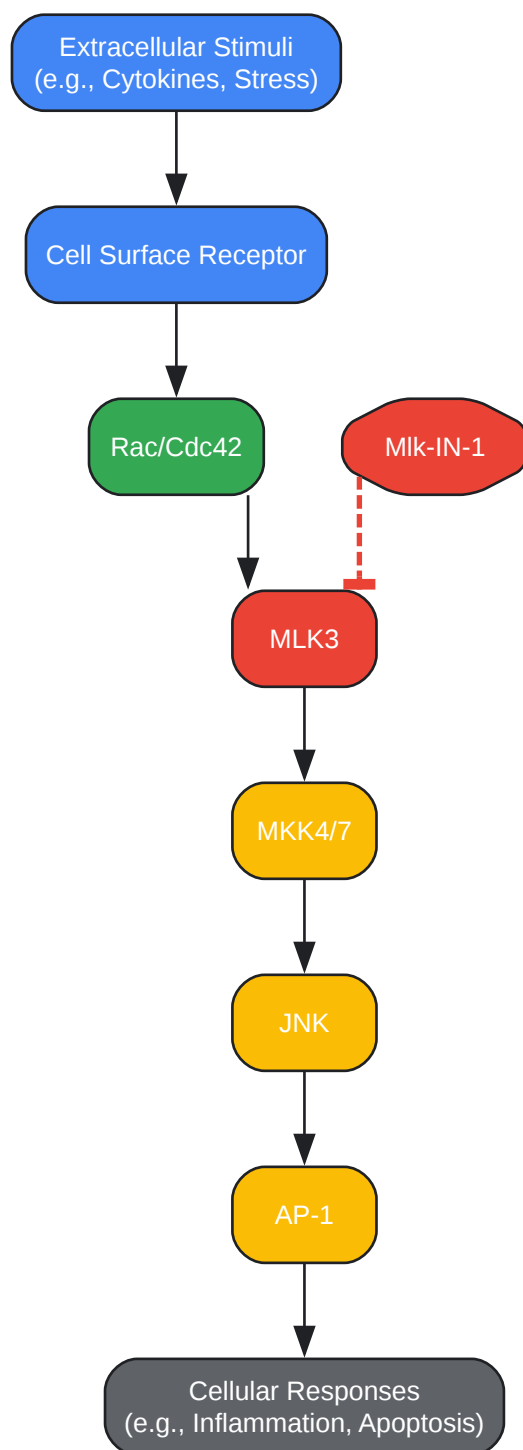 Extracellular Stimuli
(e.g., Cytokines, Stress)
Cell Surface Receptor
Rac/Cdc42
Mlk-IN-1
MLK3
MKK4/7
JNK
AP-1
Cellular Responses
(e.g., Inflammation, Apoptosis)